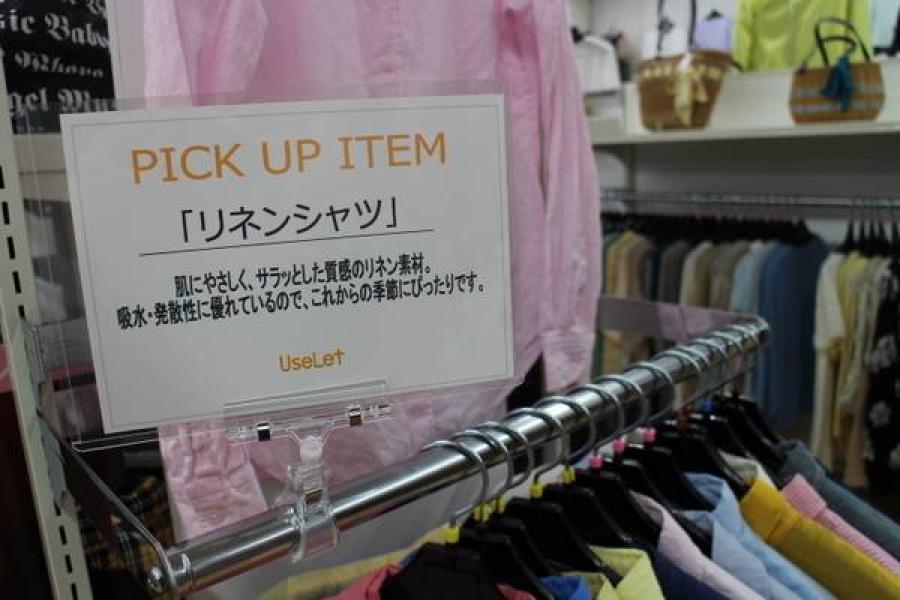 PICK UP ITEM
「リネンシャツ」
肌にやさしく、サラッとした質感のリネン素材。
吸水・発散性に優れているので、これからの季節にぴったりです。
UseLet